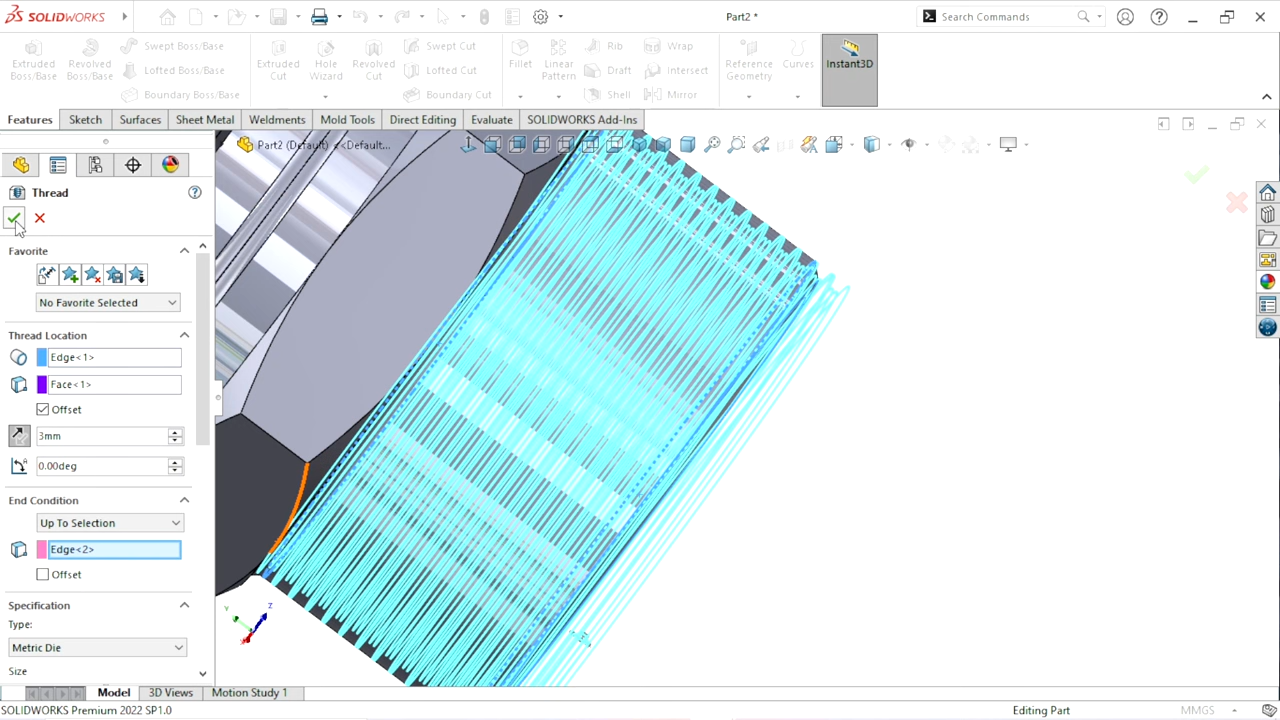 SOLIDWORKS
Part2 *
Search Commands
Extruded Boss/Base
Revolved Boss/Base
Swept Boss/Base
Lofted Boss/Base
Boundary Boss/Base
Extruded Cut
Hole Wizard
Revolved Cut
Swept Cut
Lofted Cut
Boundary Cut
Fillet
Linear Pattern
Rib
Draft
Shell
Wrap
Intersect
Mirror
Reference Geometry
Curves
Instant3D
Features
Sketch
Surfaces
Sheet Metal
Weldments
Mold Tools
Direct Editing
Evaluate
SOLIDWORKS Add-Ins
Part2 (Default) <<Default...
Thread
Favorite
No Favorite Selected
Thread Location
Edge<1>
Face<1>
Offset
3mm
0.00deg
End Condition
Up To Selection
Edge<2>
Offset
Specification
Type:
Metric Die
Size
Y
Z
X
Model
3D Views
Motion Study 1
SOLIDWORKS Premium 2022 SP1.0
Editing Part
MMGS